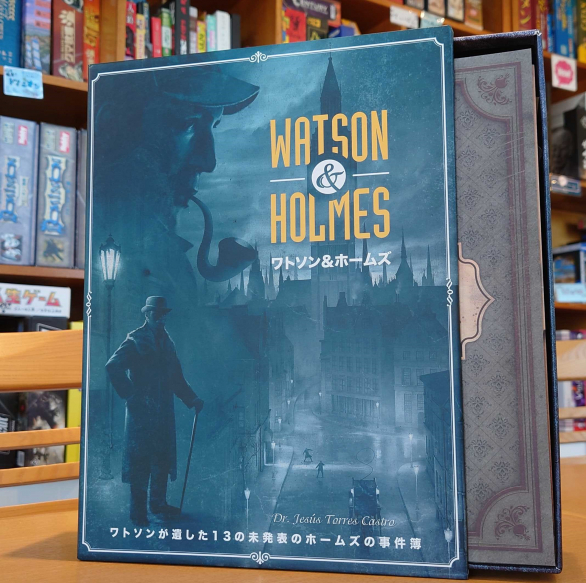 WATSON
&
HOLMES
ワトソン&ホームズ
Dr. Jesús Torres Castro
ワトソンが遺した13の未発表のホームズの事件簿